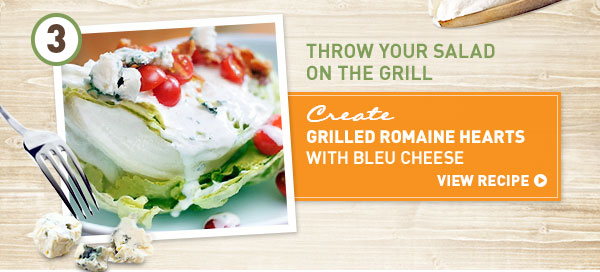 3
THROW YOUR SALAD
ON THE GRILL
Create
GRILLED ROMAINE HEARTS
WITH BLEU CHEESE
VIEW RECIPE